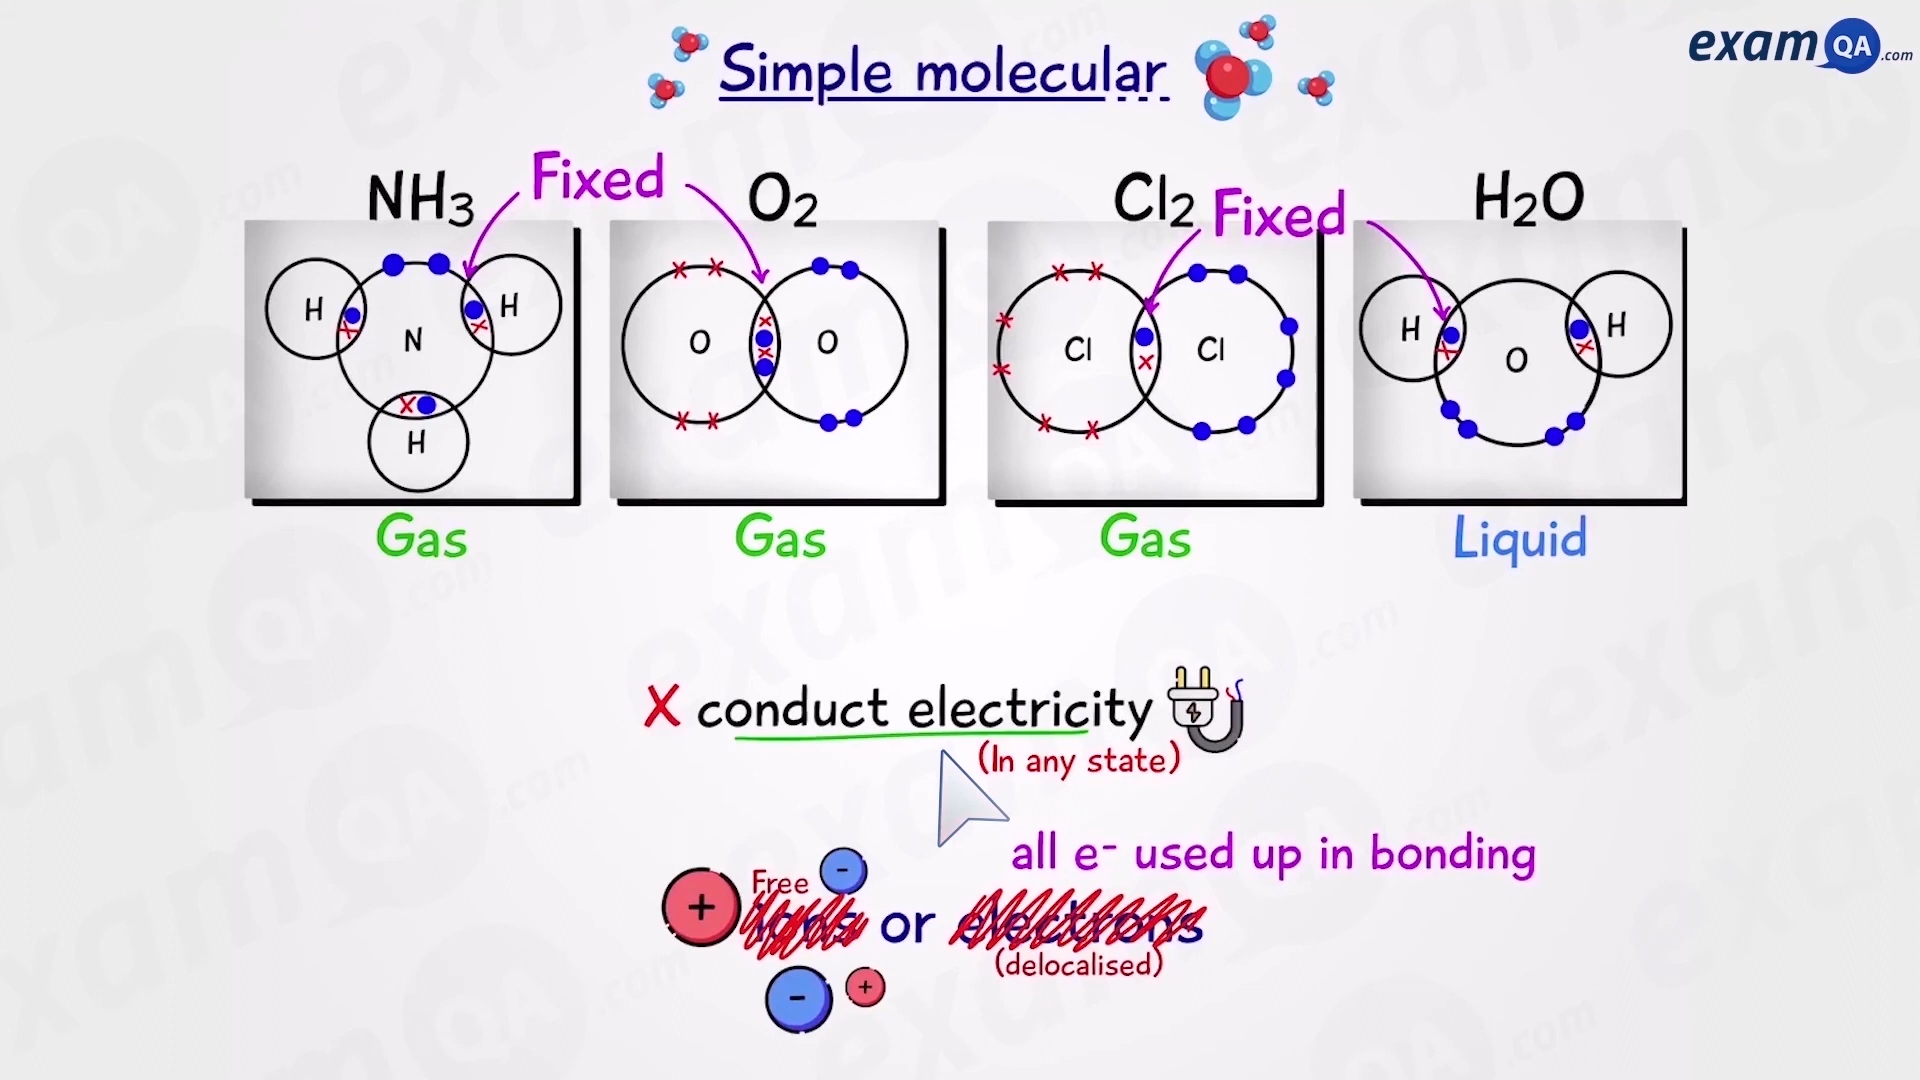 Simple molecular
examQA.com
Fixed
NH3
O2
Cl2
Fixed
H2O
H
H
N
H
O
O
Cl
Cl
H
H
O
Gas
Gas
Gas
Liquid
X conduct electricity
(In any state)
all e- used up in bonding
Free
+
-
ions or electrons
(delocalised)
-
+